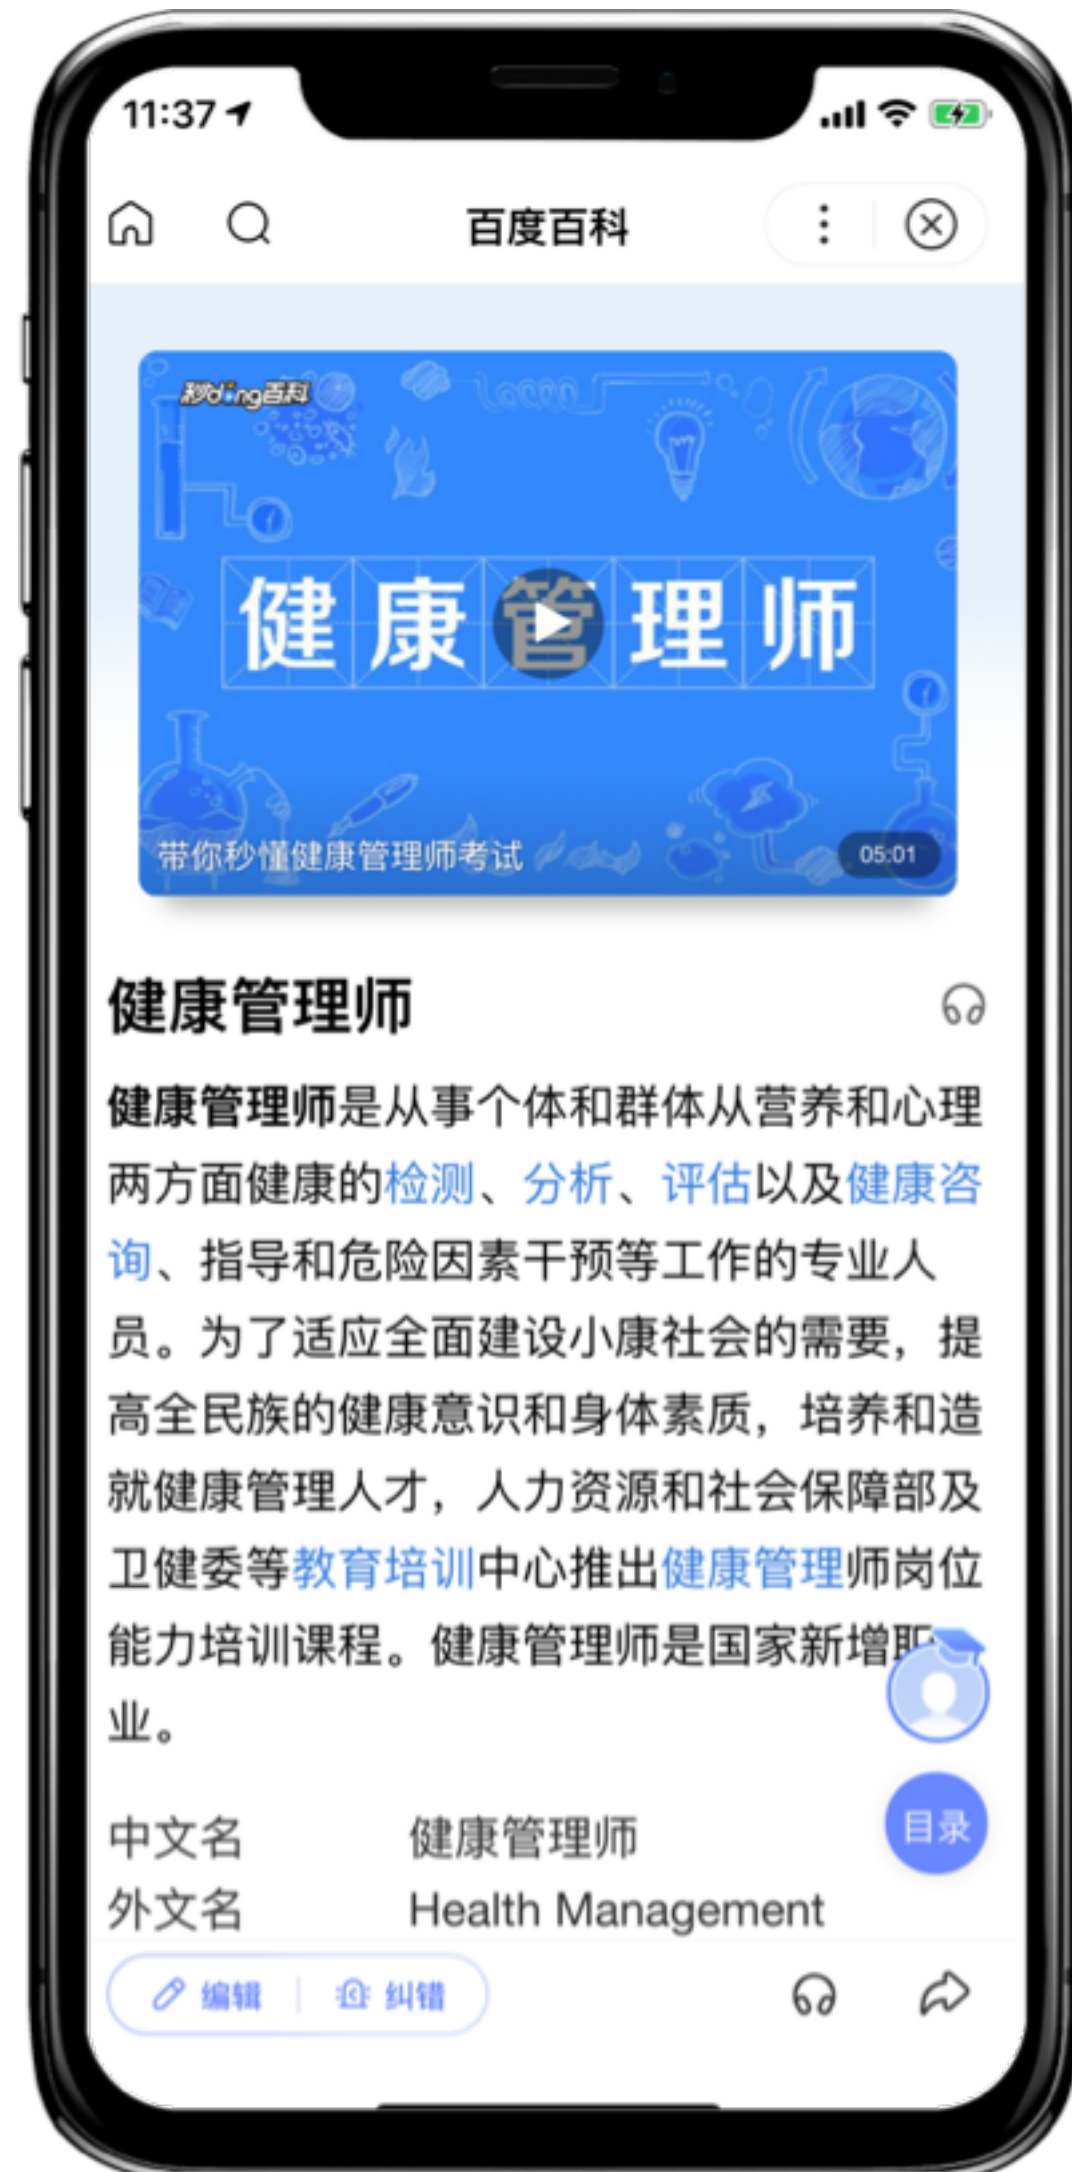 11:37
百度百科
秒dong百科
健康管理师
带你秒懂健康管理师考试
05:01
健康管理师
健康管理师是从事个体和群体从营养和心理
两方面健康的检测、分析、评估以及健康咨
询、指导和危险因素干预等工作的专业人
员。为了适应全面建设小康社会的需要，提
高全民族的健康意识和身体素质，培养和造
就健康管理人才，人力资源和社会保障部及
卫健委等教育培训中心推出健康管理师岗位
能力培训课程。健康管理师是国家新增职
业。
中文名 健康管理师
目录
外文名 Health Management
编辑 纠错